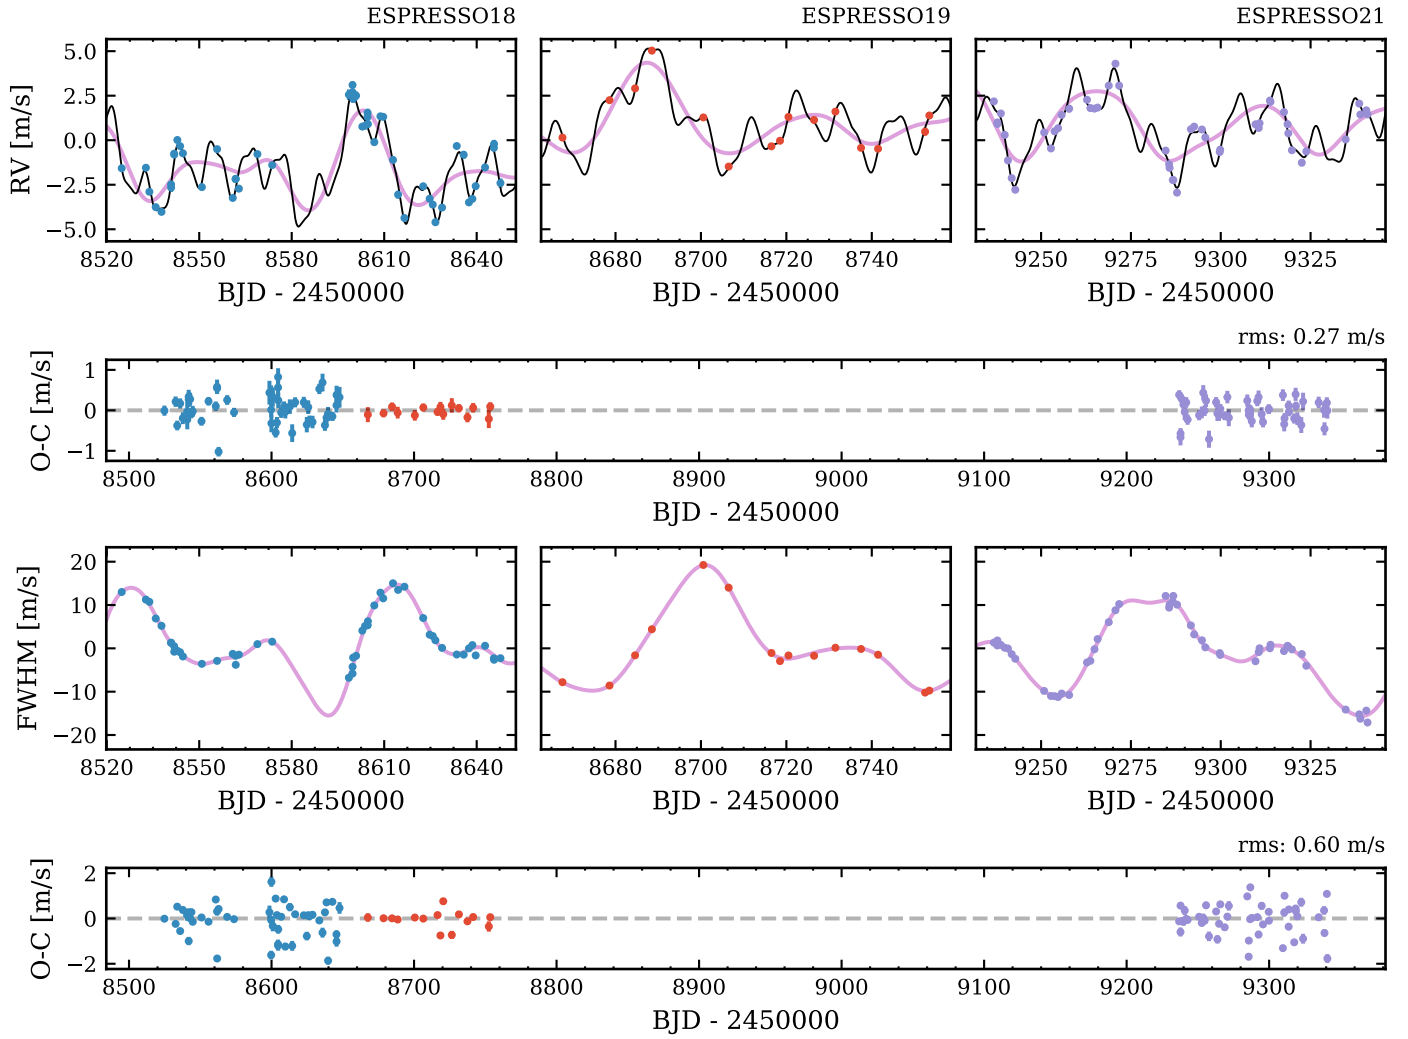 ESPRESSO18 ESPRESSO19 ESPRESSO21
RV [m/s]
5.0
2.5
0.0
−2.5
−5.0
8520 8550 8580 8610 8640
8680 8700 8720 8740
9250 9275 9300 9325
BJD - 2450000 BJD - 2450000 BJD - 2450000
rms: 0.27 m/s
O-C [m/s]
1
0
−1
8500 8600 8700 8800 8900 9000 9100 9200 9300
BJD - 2450000
FWHM [m/s]
20
10
0
−10
−20
8520 8550 8580 8610 8640
8680 8700 8720 8740
9250 9275 9300 9325
BJD - 2450000 BJD - 2450000 BJD - 2450000
rms: 0.60 m/s
O-C [m/s]
2
0
−2
8500 8600 8700 8800 8900 9000 9100 9200 9300
BJD - 2450000